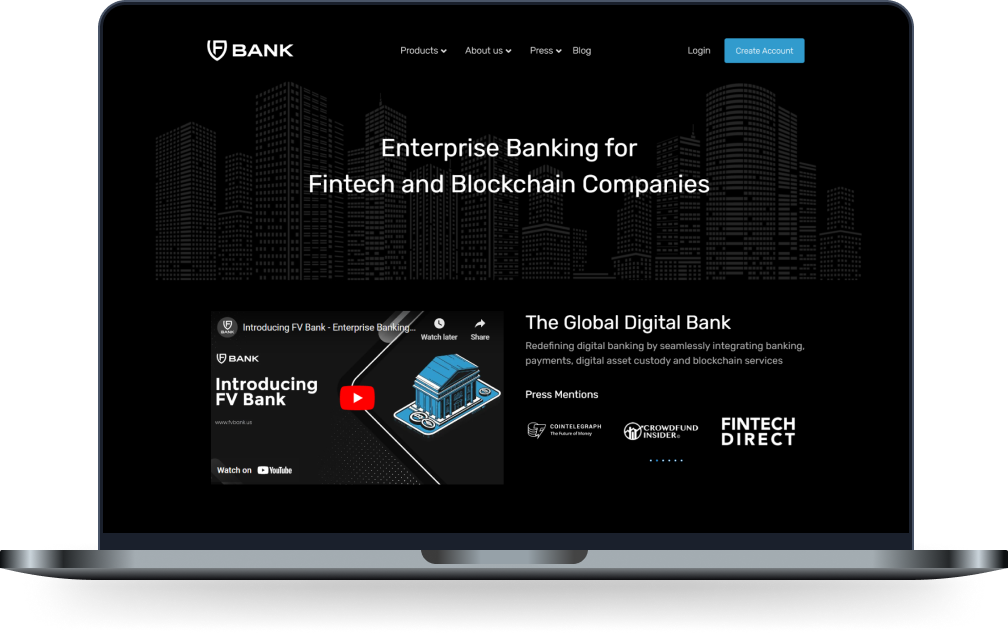 BANK
Products
About us
Press
Blog
Login
Create Account
Enterprise Banking for
Fintech and Blockchain Companies
BANK
Introducing FV Bank - Enterprise Banking...
Watch later
Share
BANK
Introducing
FV Bank
www.fvbank.us
Watch on
YouTube
The Global Digital Bank
Redefining digital banking by seamlessly integrating banking,
payments, digital asset custody and blockchain services
Press Mentions
COINTELEGRAPH
The Future of Money
CROWDFUND
INSIDER
FINTECH
DIRECT